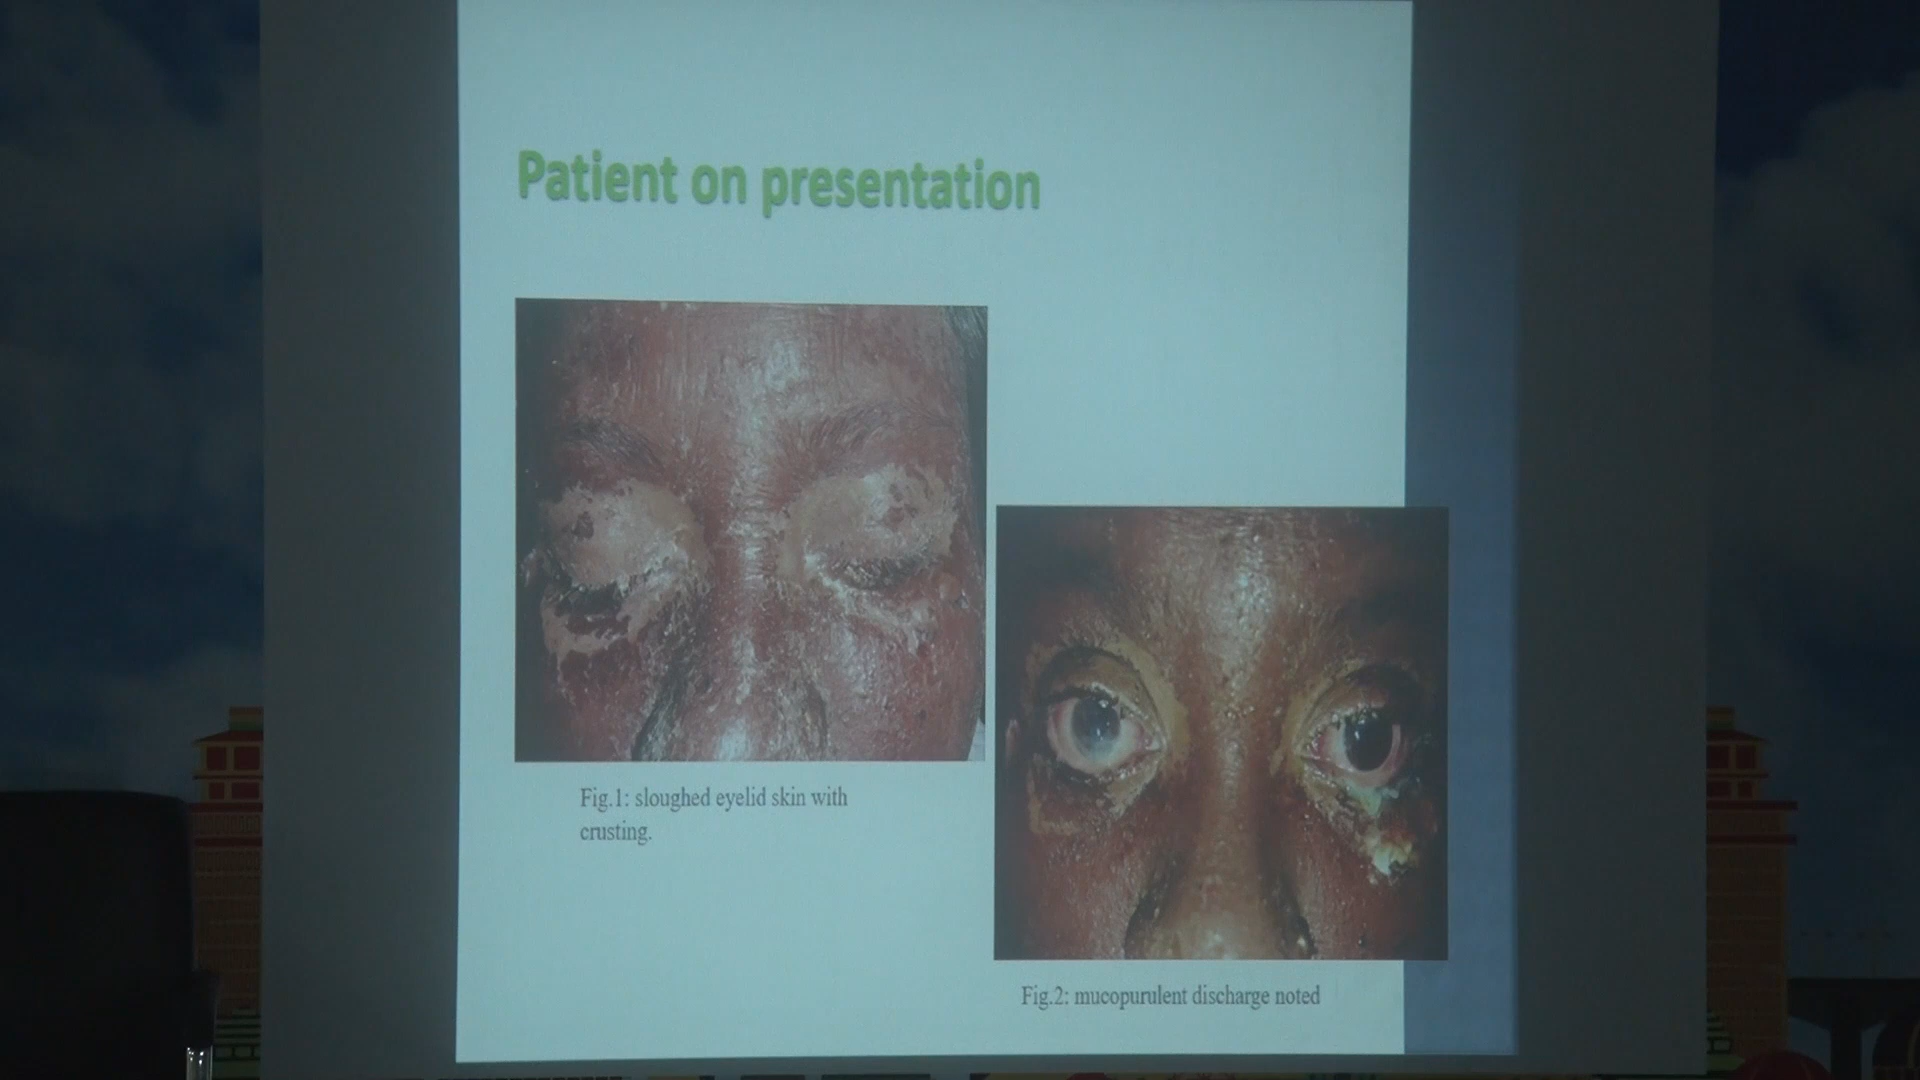 Patient on presentation
Fig.1: sloughed eyelid skin with
crusting.
Fig.2: mucopurulent discharge noted